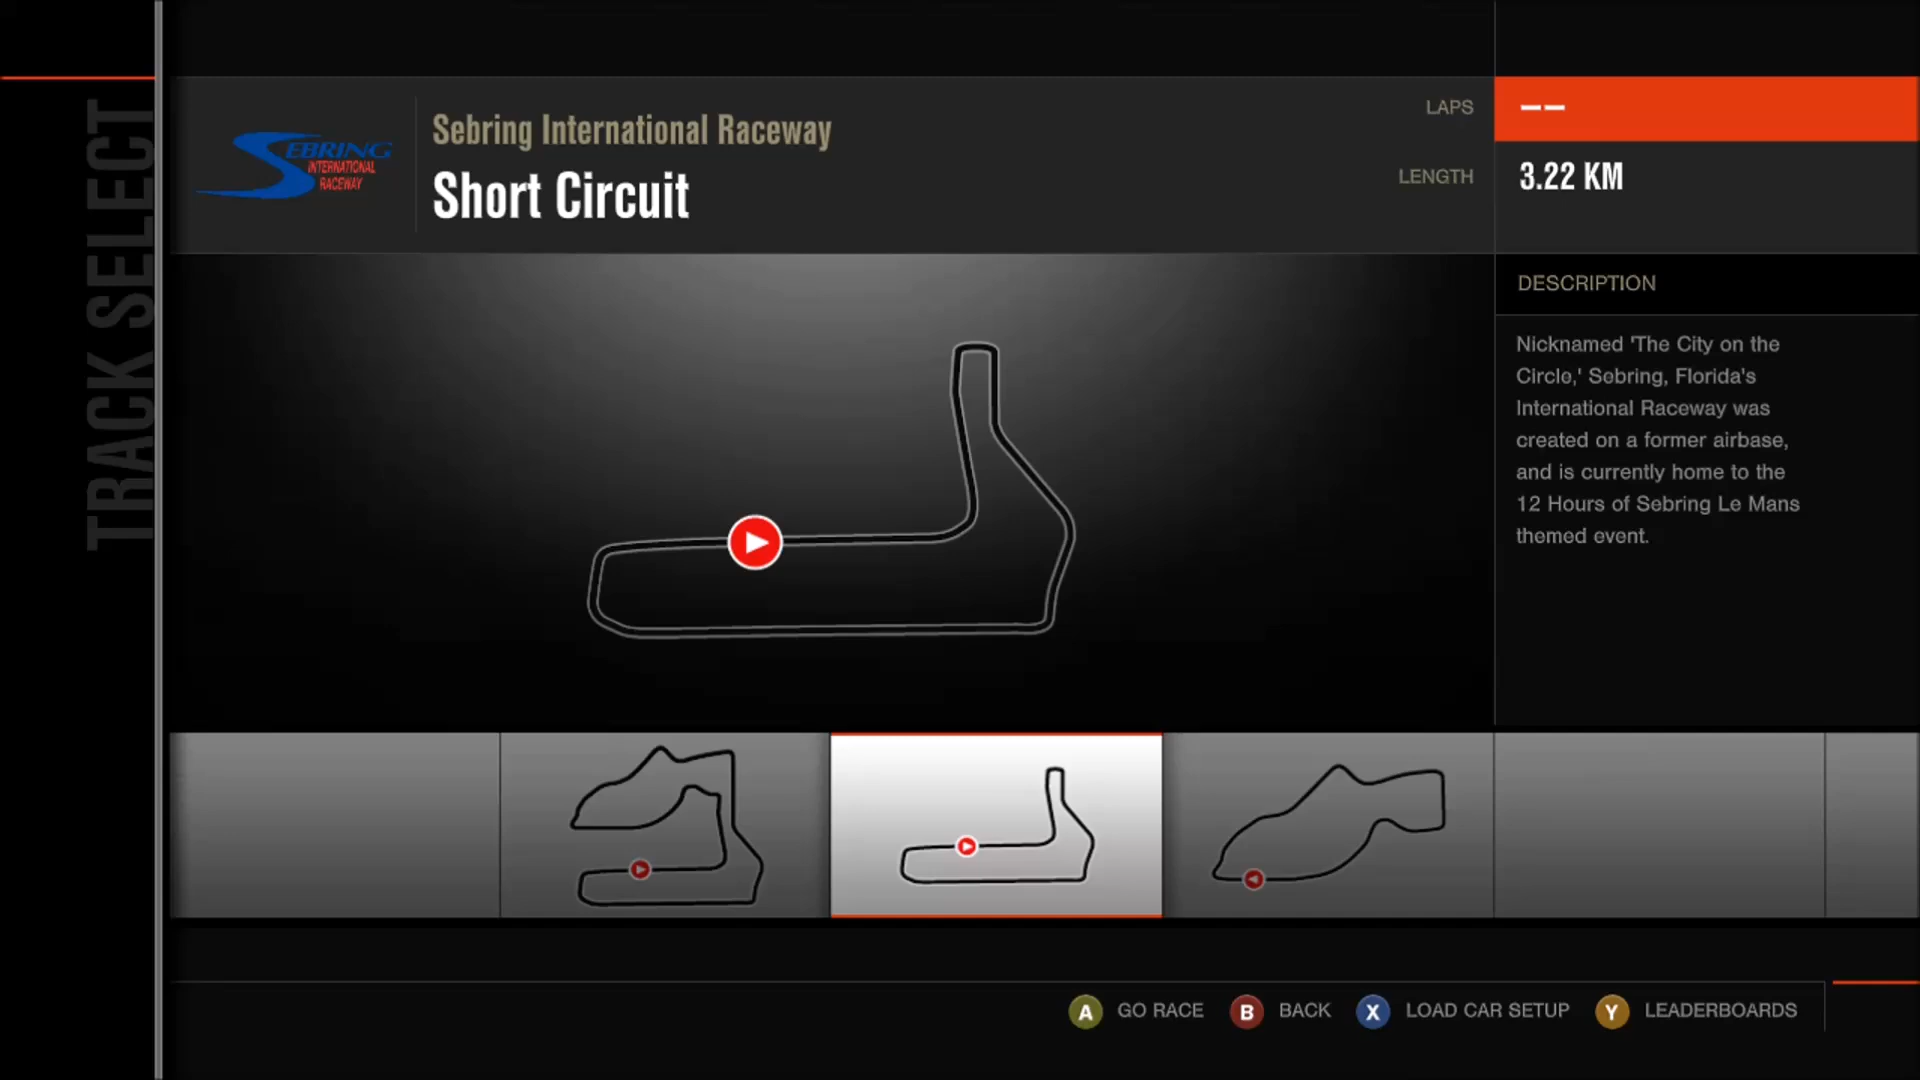 TRACK SELECT
SEBRING
INTERNATIONAL
RACEWAY
Sebring International Raceway
Short Circuit
LAPS
--
LENGTH
3.22 KM
DESCRIPTION
Nicknamed 'The City on the
Circle,' Sebring, Florida's
International Raceway was
created on a former airbase,
and is currently home to the
12 Hours of Sebring Le Mans
themed event.
A GO RACE B BACK X LOAD CAR SETUP Y LEADERBOARDS